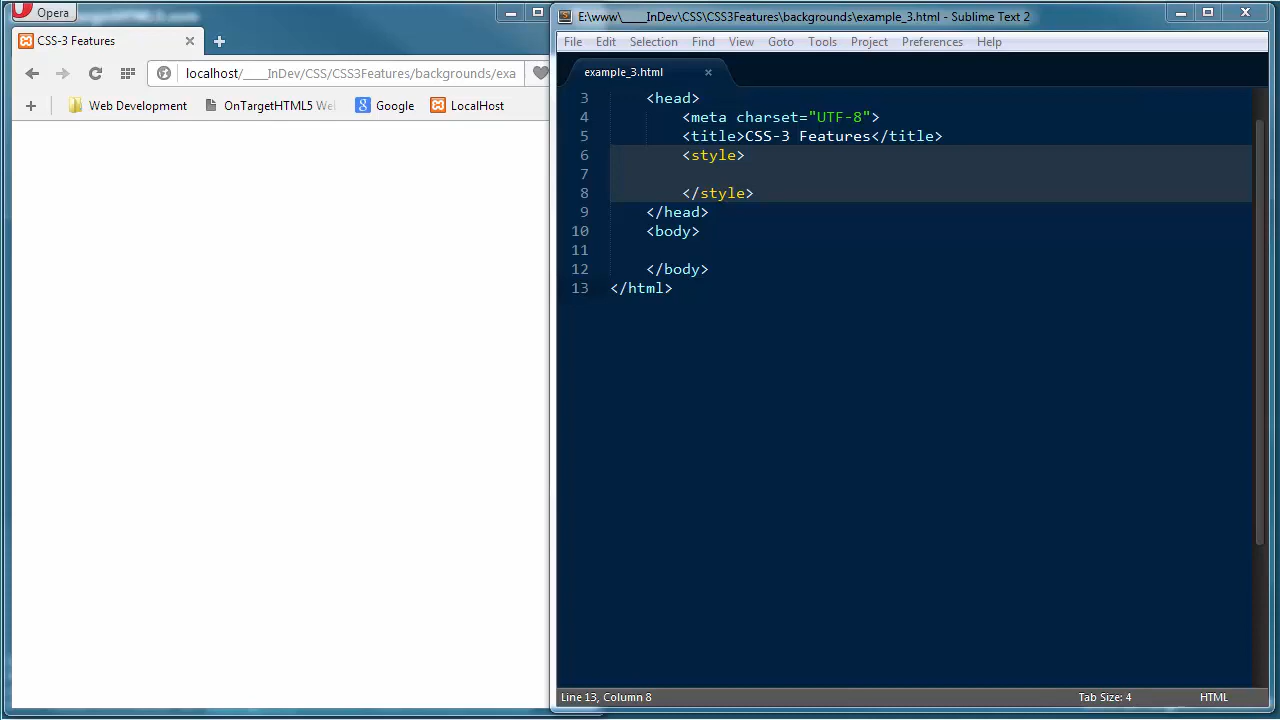 Opera
CSS-3 Features
localhost/____InDev/CSS/CSS3Features/backgrounds/exa
Web Development
OnTargetHTML5 We
Google
LocalHost
E:\www\____InDev\CSS\CSS3Features\backgrounds\example_3.html - Sublime Text 2
File Edit Selection Find View Goto Tools Project Preferences Help
example_3.html
3 <head>
4 <meta charset="UTF-8">
5 <title>CSS-3 Features</title>
6 <style>
7
8 </style>
9 </head>
10 <body>
11
12 </body>
13 </html>
Line 13, Column 8
Tab Size: 4
HTML